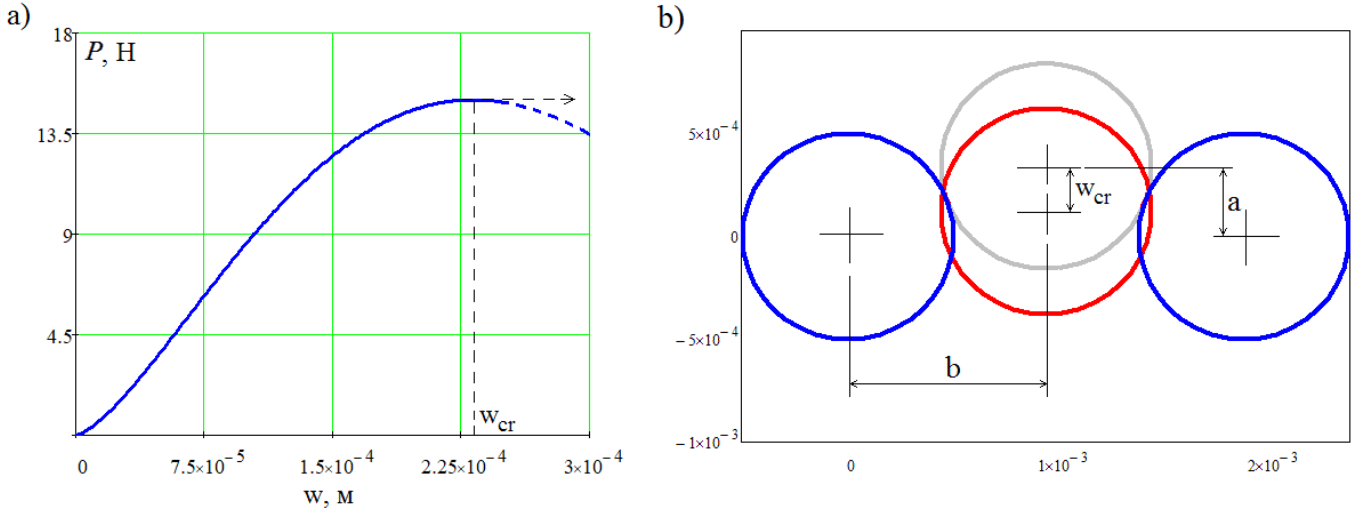 a)
P, Н
18
13.5
9
4.5
w_cr
0
7.5×10⁻⁵
1.5×10⁻⁴
2.25×10⁻⁴
3×10⁻⁴
w, м
b)
5×10⁻⁴
0
−5×10⁻⁴
−1×10⁻³
w_cr
a
b
0
1×10⁻³
2×10⁻³